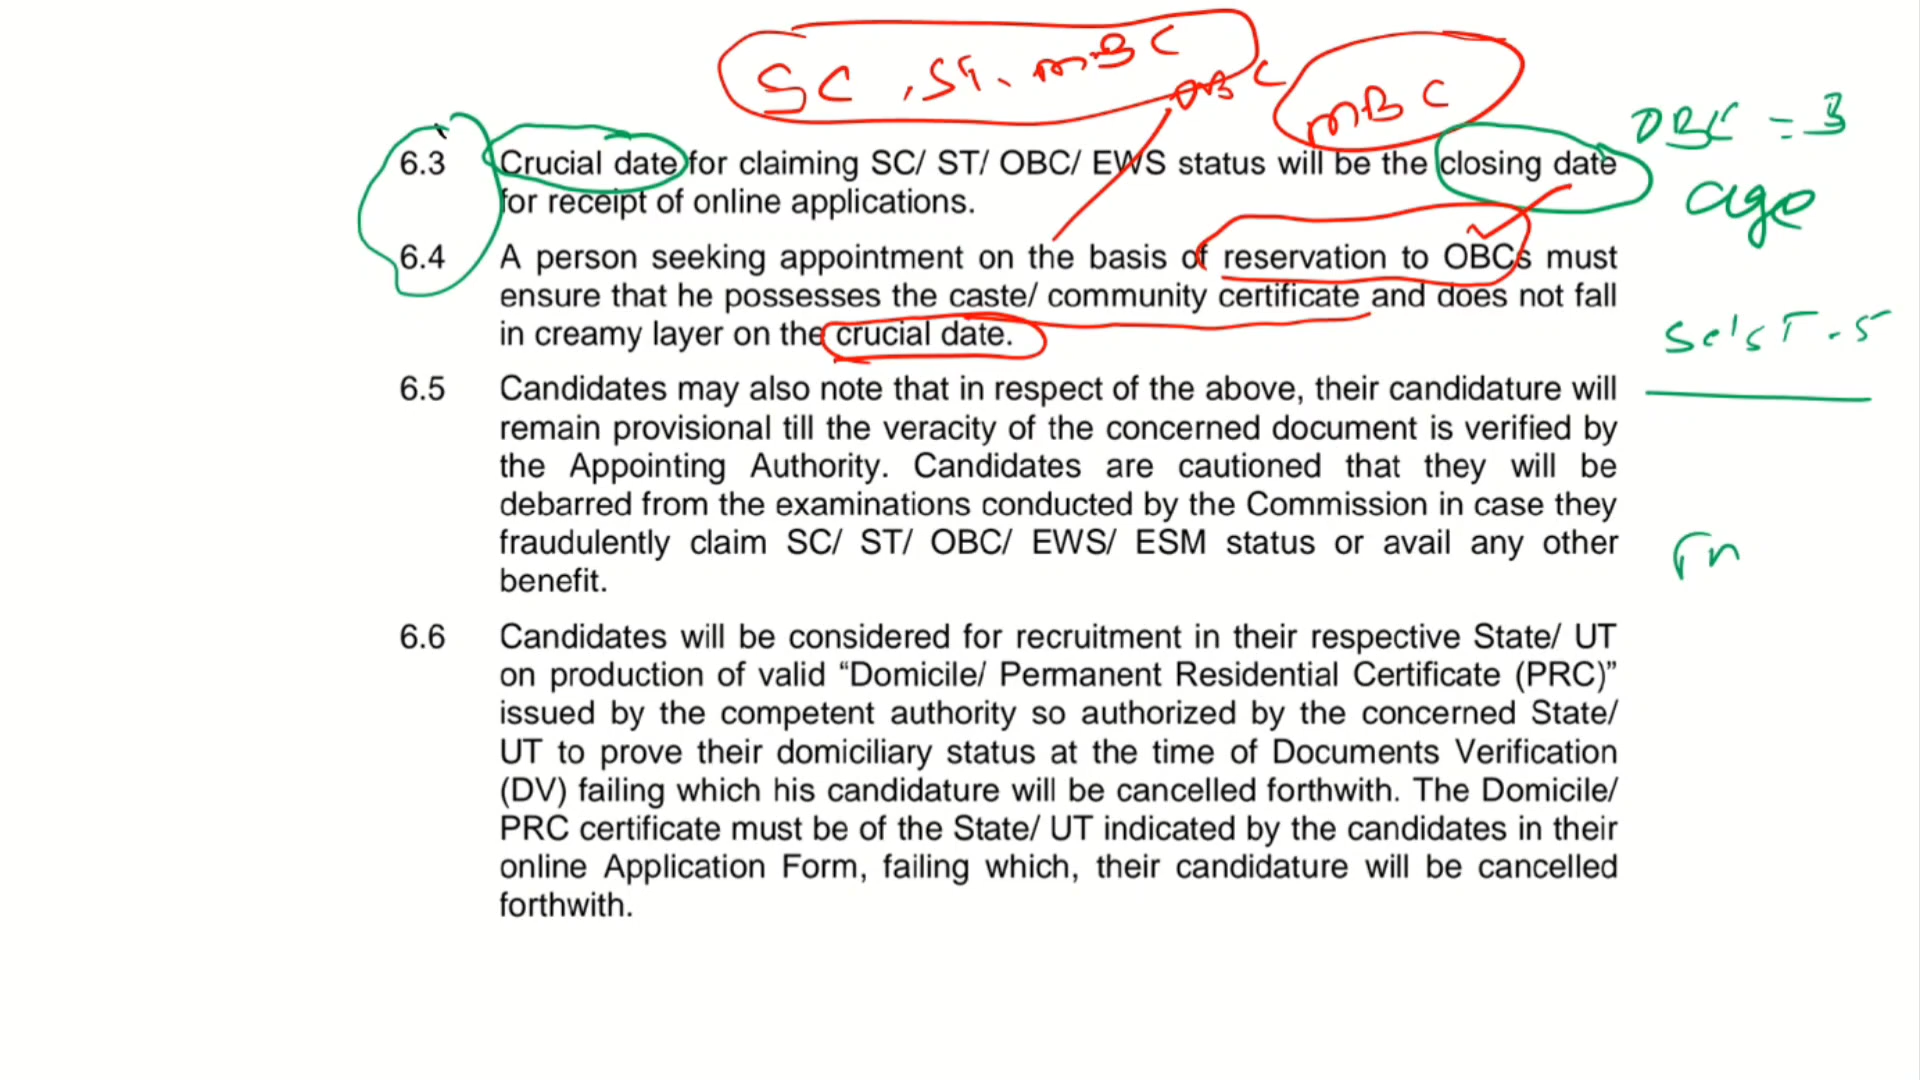 SC, ST, MBC
OBC
MBC
OBC = 3
age
6.3 Crucial date for claiming SC/ ST/ OBC/ EWS status will be the closing date
for receipt of online applications.
6.4 A person seeking appointment on the basis of reservation to OBCs must
ensure that he possesses the caste/ community certificate and does not fall
in creamy layer on the crucial date.
6.5 Candidates may also note that in respect of the above, their candidature will
remain provisional till the veracity of the concerned document is verified by
the Appointing Authority. Candidates are cautioned that they will be
debarred from the examinations conducted by the Commission in case they
fraudulently claim SC/ ST/ OBC/ EWS/ ESM status or avail any other
benefit.
6.6 Candidates will be considered for recruitment in their respective State/ UT
on production of valid “Domicile/ Permanent Residential Certificate (PRC)”
issued by the competent authority so authorized by the concerned State/
UT to prove their domiciliary status at the time of Documents Verification
(DV) failing which his candidature will be cancelled forthwith. The Domicile/
PRC certificate must be of the State/ UT indicated by the candidates in their
online Application Form, failing which, their candidature will be cancelled
forthwith.